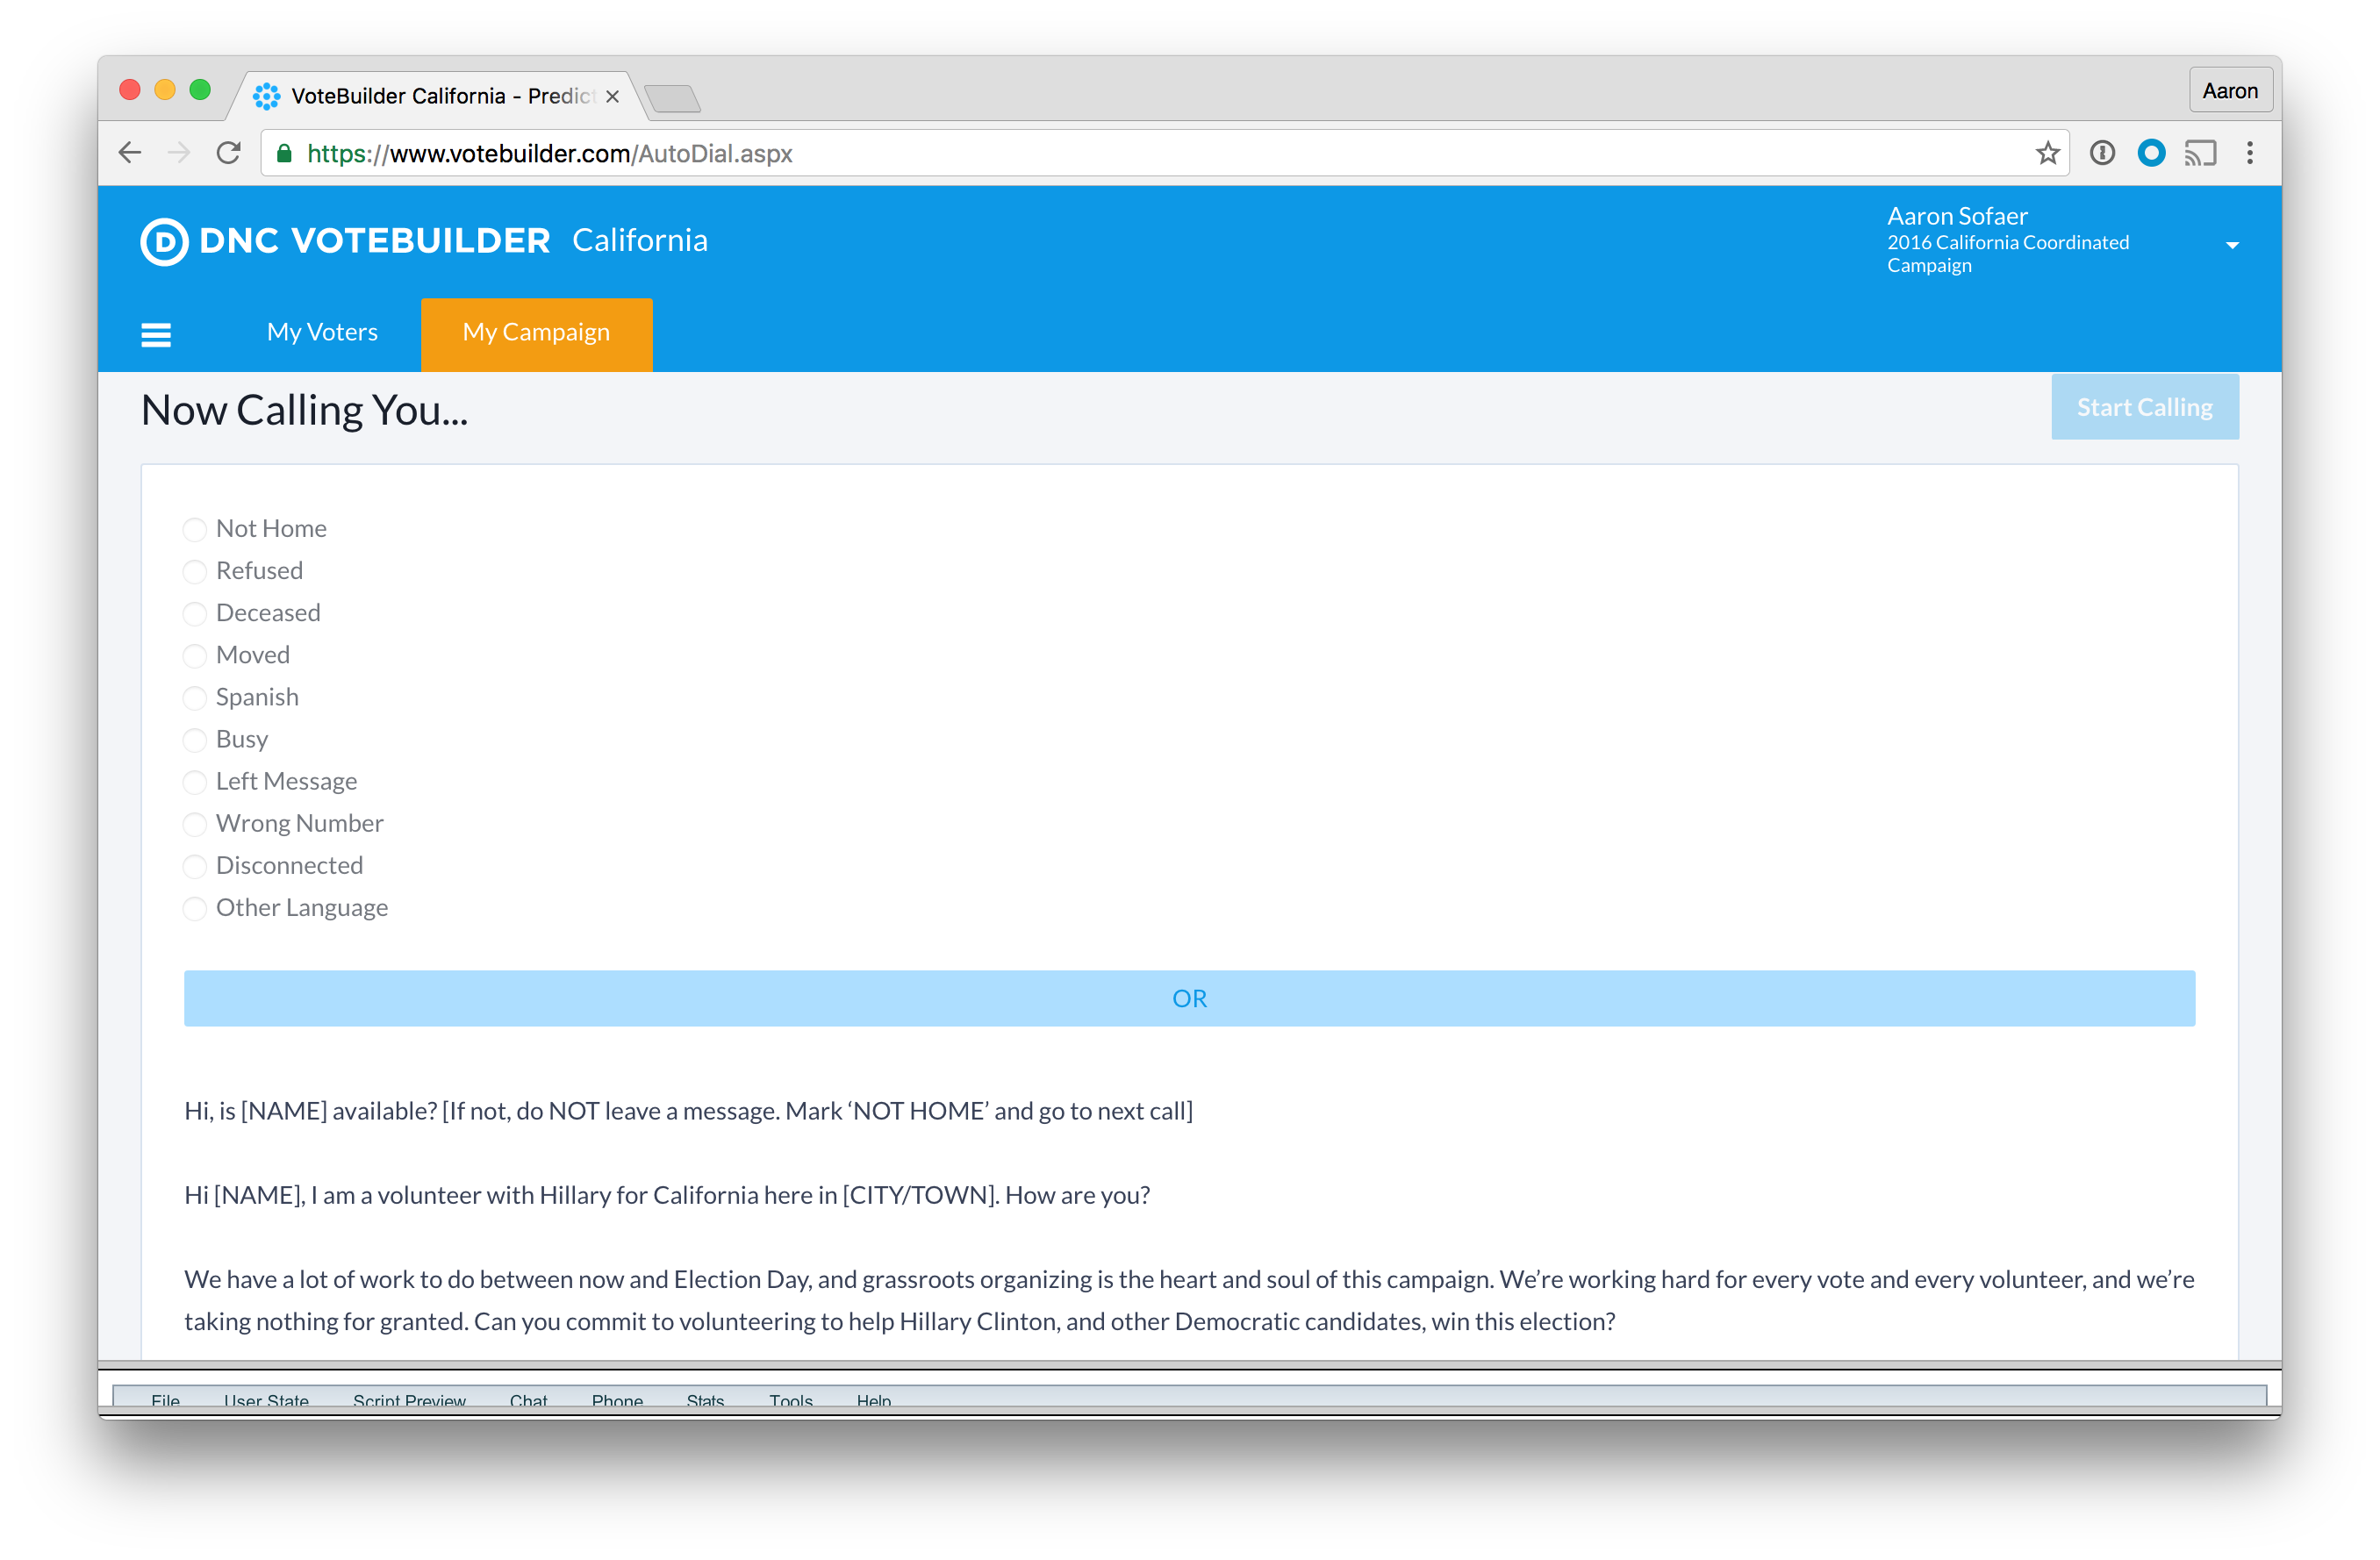 VoteBuilder California - Predict
Aaron
https://www.votebuilder.com/AutoDial.aspx
DNC VOTEBUILDER California
Aaron Sofaer
2016 California Coordinated
Campaign
My Voters
My Campaign
Now Calling You...
Start Calling
Not Home
Refused
Deceased
Moved
Spanish
Busy
Left Message
Wrong Number
Disconnected
Other Language
OR
Hi, is [NAME] available? [If not, do NOT leave a message. Mark ‘NOT HOME’ and go to next call]
Hi [NAME], I am a volunteer with Hillary for California here in [CITY/TOWN]. How are you?
We have a lot of work to do between now and Election Day, and grassroots organizing is the heart and soul of this campaign. We’re working hard for every vote and every volunteer, and we’re
taking nothing for granted. Can you commit to volunteering to help Hillary Clinton, and other Democratic candidates, win this election?
File User State Script Preview Chat Phone Stats Tools Help